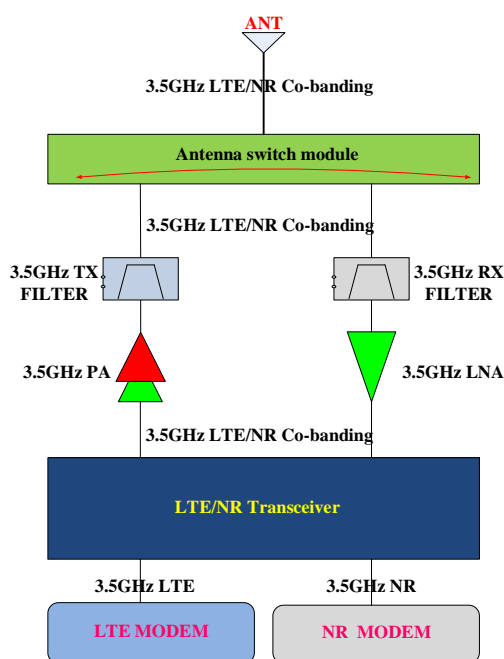 ANT
3.5GHz LTE/NR Co-banding
Antenna switch module
3.5GHz LTE/NR Co-banding
3.5GHz TX
FILTER
3.5GHz RX
FILTER
3.5GHz PA
3.5GHz LNA
3.5GHz LTE/NR Co-banding
LTE/NR Transceiver
3.5GHz LTE
3.5GHz NR
LTE MODEM
NR MODEM